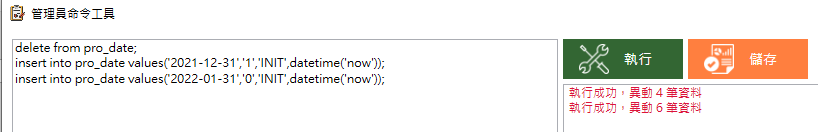 管理員命令工具
delete from pro_date;
insert into pro_date values('2021-12-31','1','INIT',datetime('now'));
insert into pro_date values('2022-01-31','0','INIT',datetime('now'));
執行
儲存
執行成功，異動 4 筆資料
執行成功，異動 6 筆資料